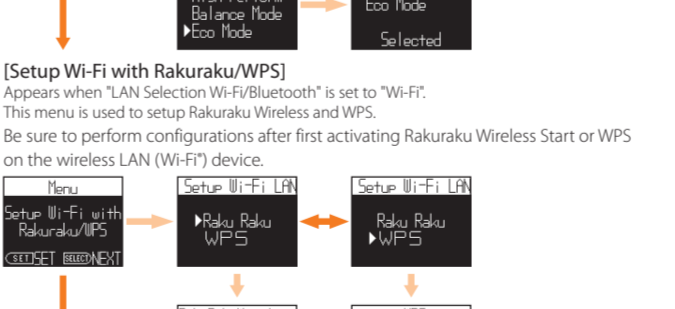 Balance Mode
▶Eco Mode
Eco Mode
Selected
[Setup Wi-Fi with Rakuraku/WPS]
Appears when "LAN Selection Wi-Fi/Bluetooth" is set to "Wi-Fi".
This menu is used to setup Rakuraku Wireless and WPS.
Be sure to perform configurations after first activating Rakuraku Wireless Start or WPS
on the wireless LAN (Wi-Fi®) device.
Menu
Setup Wi-Fi with
Rakuraku/WPS
SET SET SELECT NEXT
Setup Wi-Fi LAN
▶Raku Raku
WPS
Setup Wi-Fi LAN
Raku Raku
▶WPS